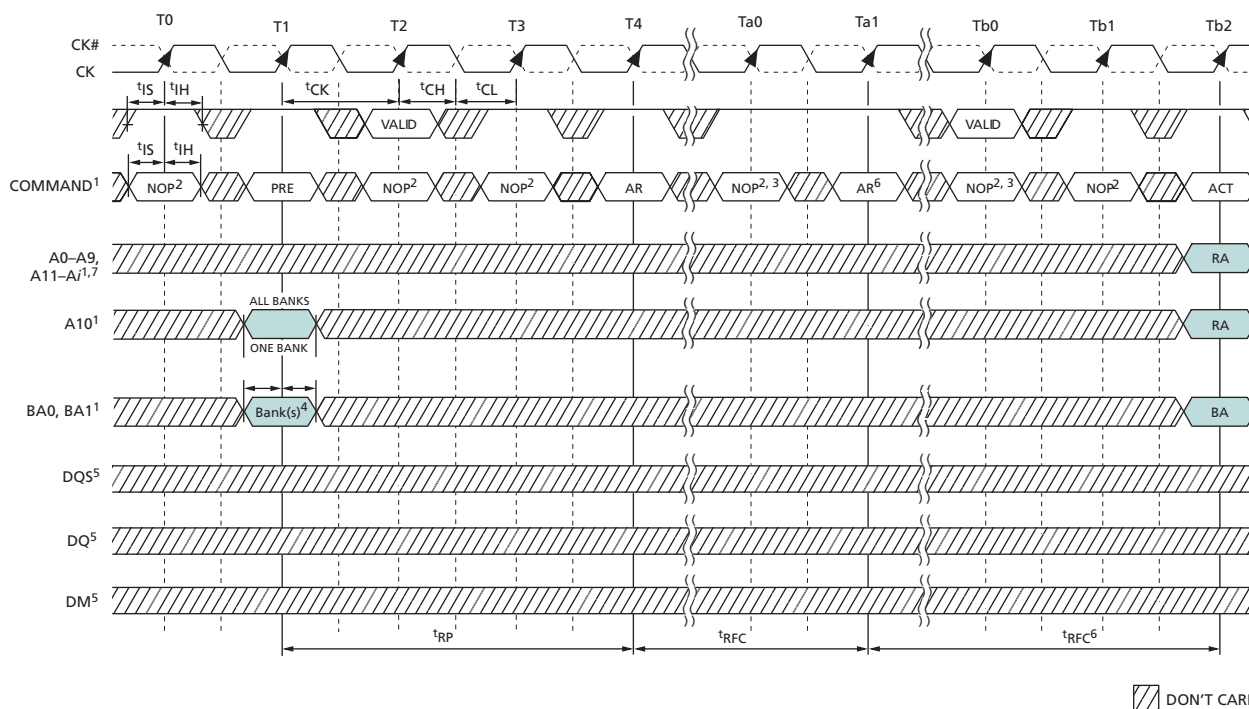 T0 T1 T2 T3 T4 Ta0 Ta1 Tb0 Tb1 Tb2
CK#
CK
tIS tIH tCK tCH tCL
VALID VALID
tIS tIH
COMMAND1 NOP2 PRE NOP2 NOP2 AR NOP2, 3 AR6 NOP2, 3 NOP2 ACT
A0–A9,
A11–Ai1,7 RA
ALL BANKS
A101 RA
ONE BANK
BA0, BA11 Bank(s)4 BA
DQS5
DQ5
DM5
tRP tRFC tRFC6
DON'T CARE